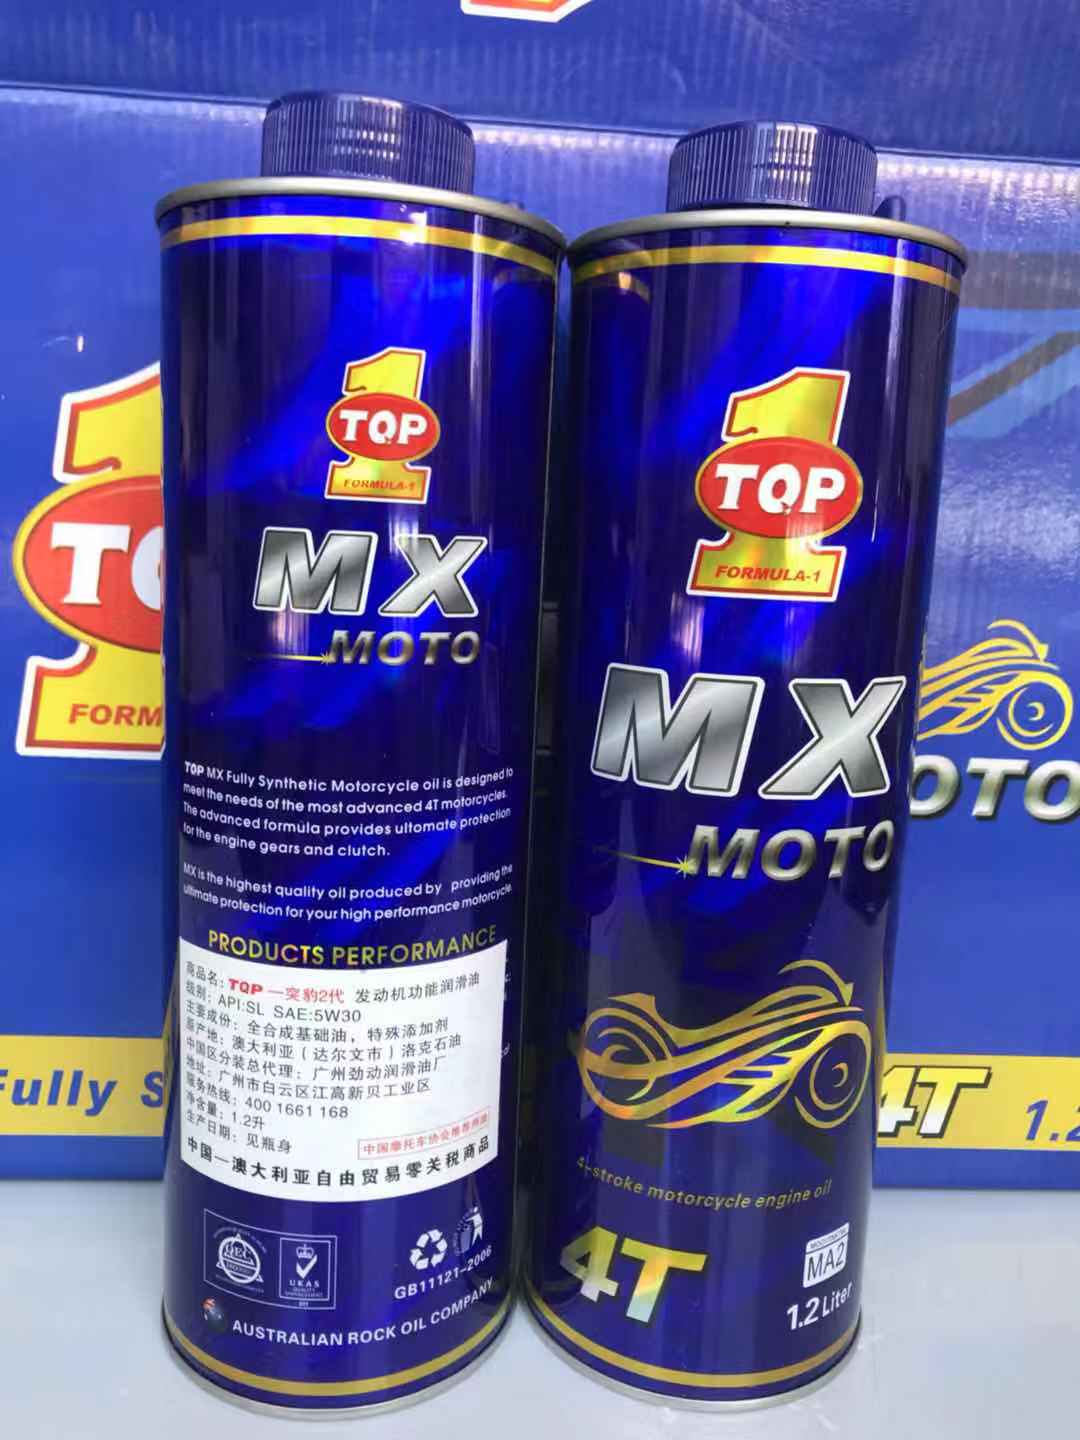 1
TOP
FORMULA-1
MX
MOTO
TOP MX Fully Synthetic Motorcycle oil is designed to
meet the needs of the most advanced 4T motorcycles.
The advanced formula provides ultomate protection
for the engine gears and clutch.
MX is the highest quality oil produced by providing the
ultimate protection for your high performance motorcycle.
PRODUCTS PERFORMANCE
商品名：TOP 一突豹2代 发动机功能润滑油
级别：API:SL SAE:5W30
主要成份：全合成基础油，特殊添加剂
原产地：澳大利亚（达尔文市）洛克石油
中国区分装总代理：广州劲动润滑油厂
地址：广州市白云区江高新贝工业区
服务热线：400 1661 168
净含量：1.2升
生产日期：见瓶身
中国摩托车协会推荐用油
中国—澳大利亚自由贸易零关税商品
QEC
UKAS
QUALITY
MANAGEMENT
GB11121-2006
AUSTRALIAN ROCK OIL COMPANY
1
TOP
FORMULA-1
MX
MOTO
4-stroke motorcycle engine oil
4T
MA2
1.2 Liter
1
FORM
OTO
Fully S
4T
1.2